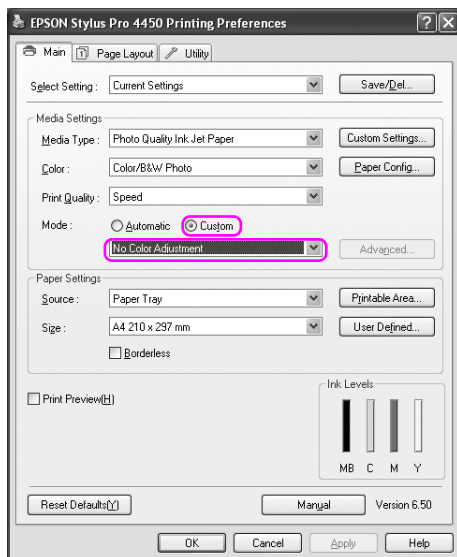 EPSON Stylus Pro 4450 Printing Preferences
Main Page Layout Utility
Select Setting : Current Settings Save/Del...
Media Settings
Media Type : Photo Quality Ink Jet Paper Custom Settings...
Color : Color/B&W Photo Paper Config...
Print Quality : Speed
Mode : Automatic Custom
No Color Adjustment Advanced...
Paper Settings
Source : Paper Tray Printable Area...
Size : A4 210 x 297 mm User Defined...
Borderless
Ink Levels
Print Preview(H)
MB C M Y
Reset Defaults(Y) Manual Version 6.50
OK Cancel Apply Help